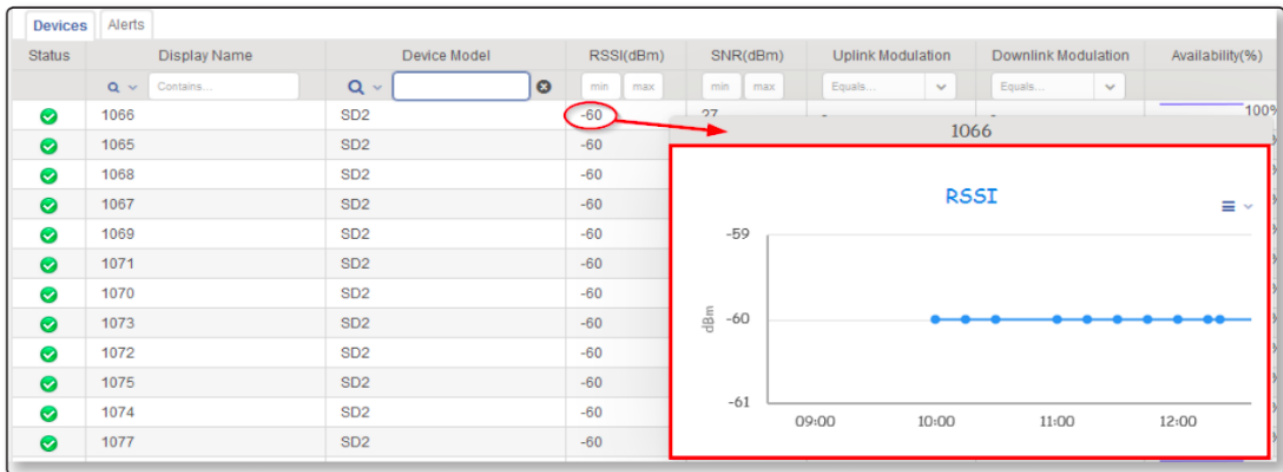 Devices Alerts
Status Display Name Device Model RSSI(dBm) SNR(dBm) Uplink Modulation Downlink Modulation Availability(%)
Contains... min max min max Equals... Equals...
1066 SD2 -60 27 - - 100%
1065 SD2 -60
1068 SD2 -60
1067 SD2 -60
1069 SD2 -60
1071 SD2 -60
1070 SD2 -60
1073 SD2 -60
1072 SD2 -60
1075 SD2 -60
1074 SD2 -60
1077 SD2 -60
1066
RSSI
-59
dBm
-60
-61
09:00 10:00 11:00 12:00